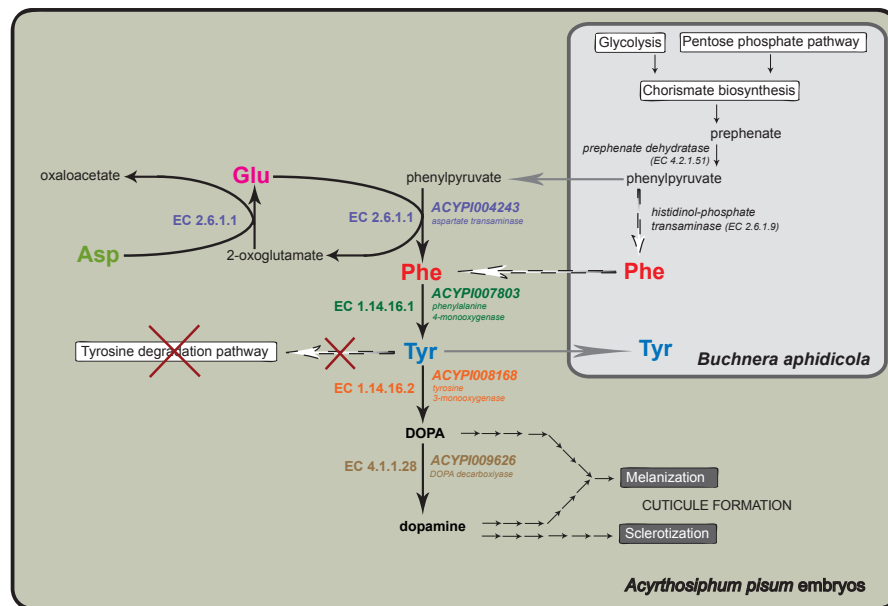 Glycolysis
Pentose phosphate pathway
Chorismate biosynthesis
prephenate
prephenate dehydratase
(EC 4.2.1.51)
phenylpyruvate
histidinol-phosphate
transaminase (EC 2.6.1.9)
Phe
Tyr
Buchnera aphidicola
oxaloacetate
Glu
phenylpyruvate
EC 2.6.1.1
EC 2.6.1.1
ACYPI004243
aspartate transaminase
Asp
2-oxoglutamate
Phe
EC 1.14.16.1
ACYPI007803
phenylalanine
4-monooxygenase
Tyrosine degradation pathway
Tyr
EC 1.14.16.2
ACYPI008168
tyrosine
3-monooxygenase
DOPA
EC 4.1.1.28
ACYPI009626
DOPA decarboxiyase
Melanization
CUTICULE FORMATION
dopamine
Sclerotization
Acyrthosiphum pisum embryos